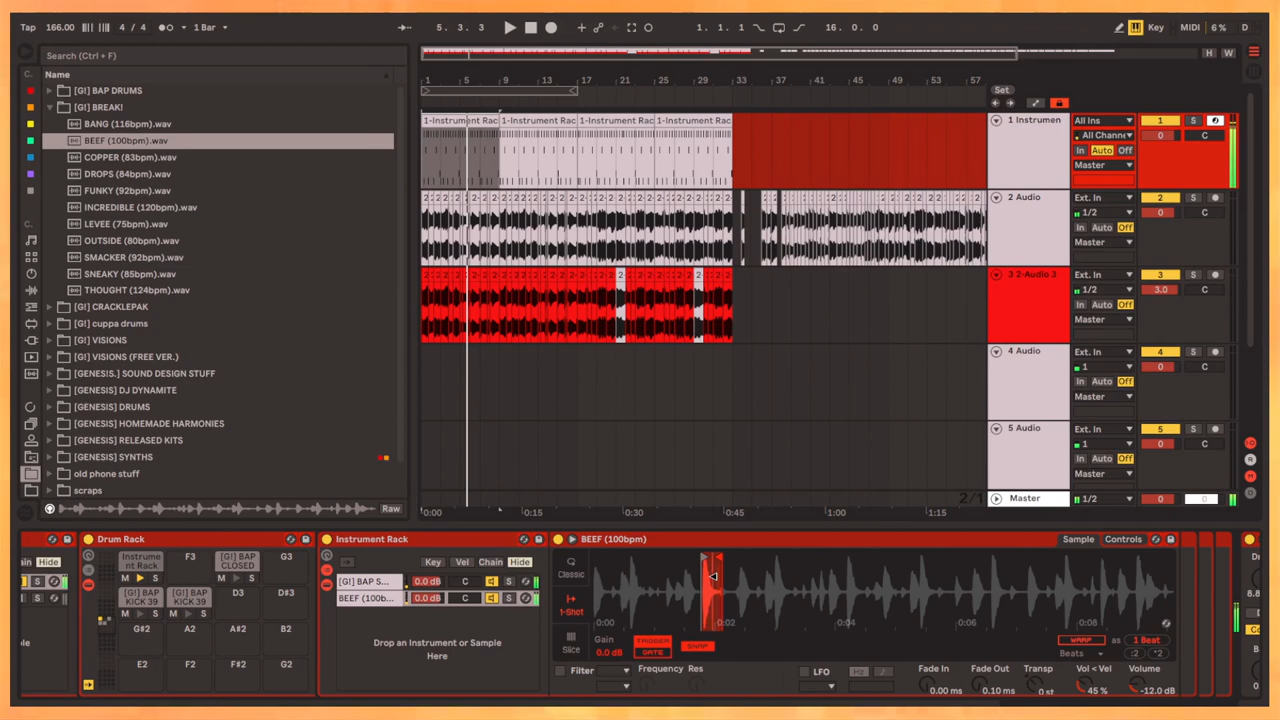 Tap 166.00 4 / 4 1 Bar 5. 3. 3 1. 1. 1 16. 0. 0 Key MIDI 6 % D
Search (Ctrl + F) H W
C. Name 1 5 9 13 17 21 25 29 33 37 41 45 49 53 57
[G!] BAP DRUMS Set
[G!] BREAK!
BANG (116bpm).wav 1-Instrument Rac 1-Instrument Rac 1-Instrument Rac 1-Instrument Rac 1 Instrumen All Ins 1 S
BEEF (100bpm).wav All Channe 0 C
COPPER (83bpm).wav In Auto Off
DROPS (84bpm).wav Master
FUNKY (92bpm).wav
INCREDIBLE (120bpm).wav 2 Audio Ext. In 2 S
LEVEE (75bpm).wav 1/2 0 C
C. OUTSIDE (80bpm).wav In Auto Off
SMACKER (92bpm).wav Master
SNEAKY (85bpm).wav 3 2-Audio 3 Ext. In 3 S
THOUGHT (124bpm).wav 1/2 3.0 C
[G!] CRACKLEPAK In Auto Off
[G!] cuppa drums Master
[G!] VISIONS
[G!] VISIONS (FREE VER.) 4 Audio Ext. In 4 S
[GENESIS.] SOUND DESIGN STUFF 1 0 C
[GENESIS] DJ DYNAMITE In Auto Off
[GENESIS] DRUMS Master
[GENESIS] HOMEMADE HARMONIES 5 Audio Ext. In 5 S
[GENESIS] RELEASED KITS 1 0 C
[GENESIS] SYNTHS In Auto Off
old phone stuff Master
scraps 2/1 Master 1/2 0 0
Raw 0:00 0:15 0:30 0:45 1:00 1:15
Drum Rack Instrument Rack BEEF (100bpm) Sample Controls
Hide Instrume nt Rack F3 [G!] BAP CLOSED G3 Key Vel Chain Hide
S M S M S [G!] BAP S... 0.0 dB C S Classic
[G!] BAP KICK 39 [G!] BAP KICK 39 D3 D#3 BEEF (100b... 0.0 dB C S 1-Shot
M S M S 0:00 0:02 0:04 0:06 0:08
G#2 A2 A#2 B2 Drop an Instrument or Sample Here Slice Gain 0.0 dB TRIGGER GATE SNAP WARP as 1 Beat
Beats :2 *2
E2 F2 F#2 G2 Filter Frequency Res LFO Hz Fade In Fade Out Transp Vol < Vel Volume
0.00 ms 0.10 ms 0 st 45 % -12.0 dB